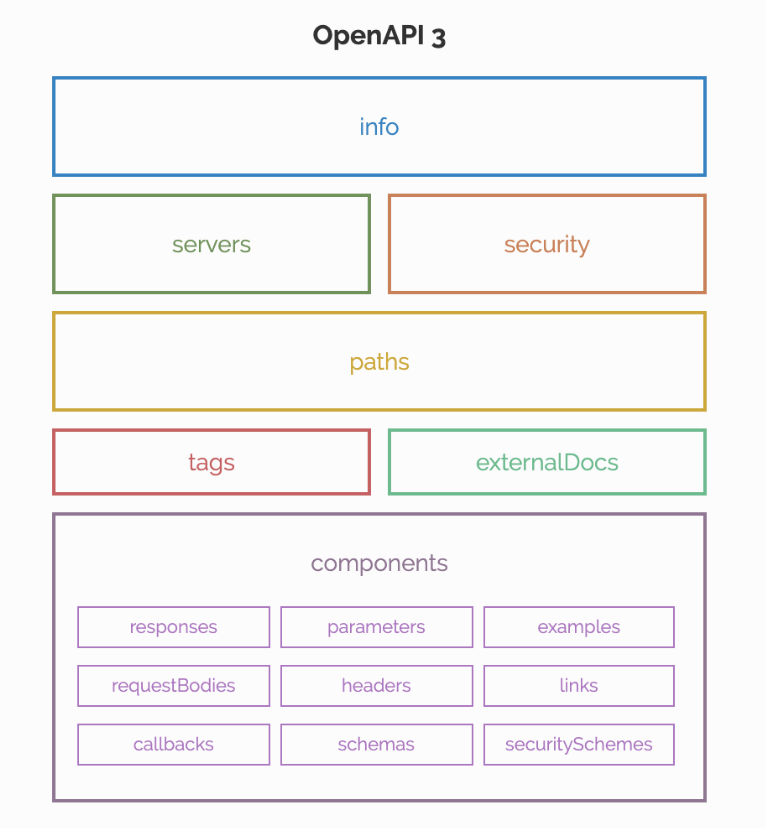 OpenAPI 3
info
servers
security
paths
tags
externalDocs
components
responses
parameters
examples
requestBodies
headers
links
callbacks
schemas
securitySchemes